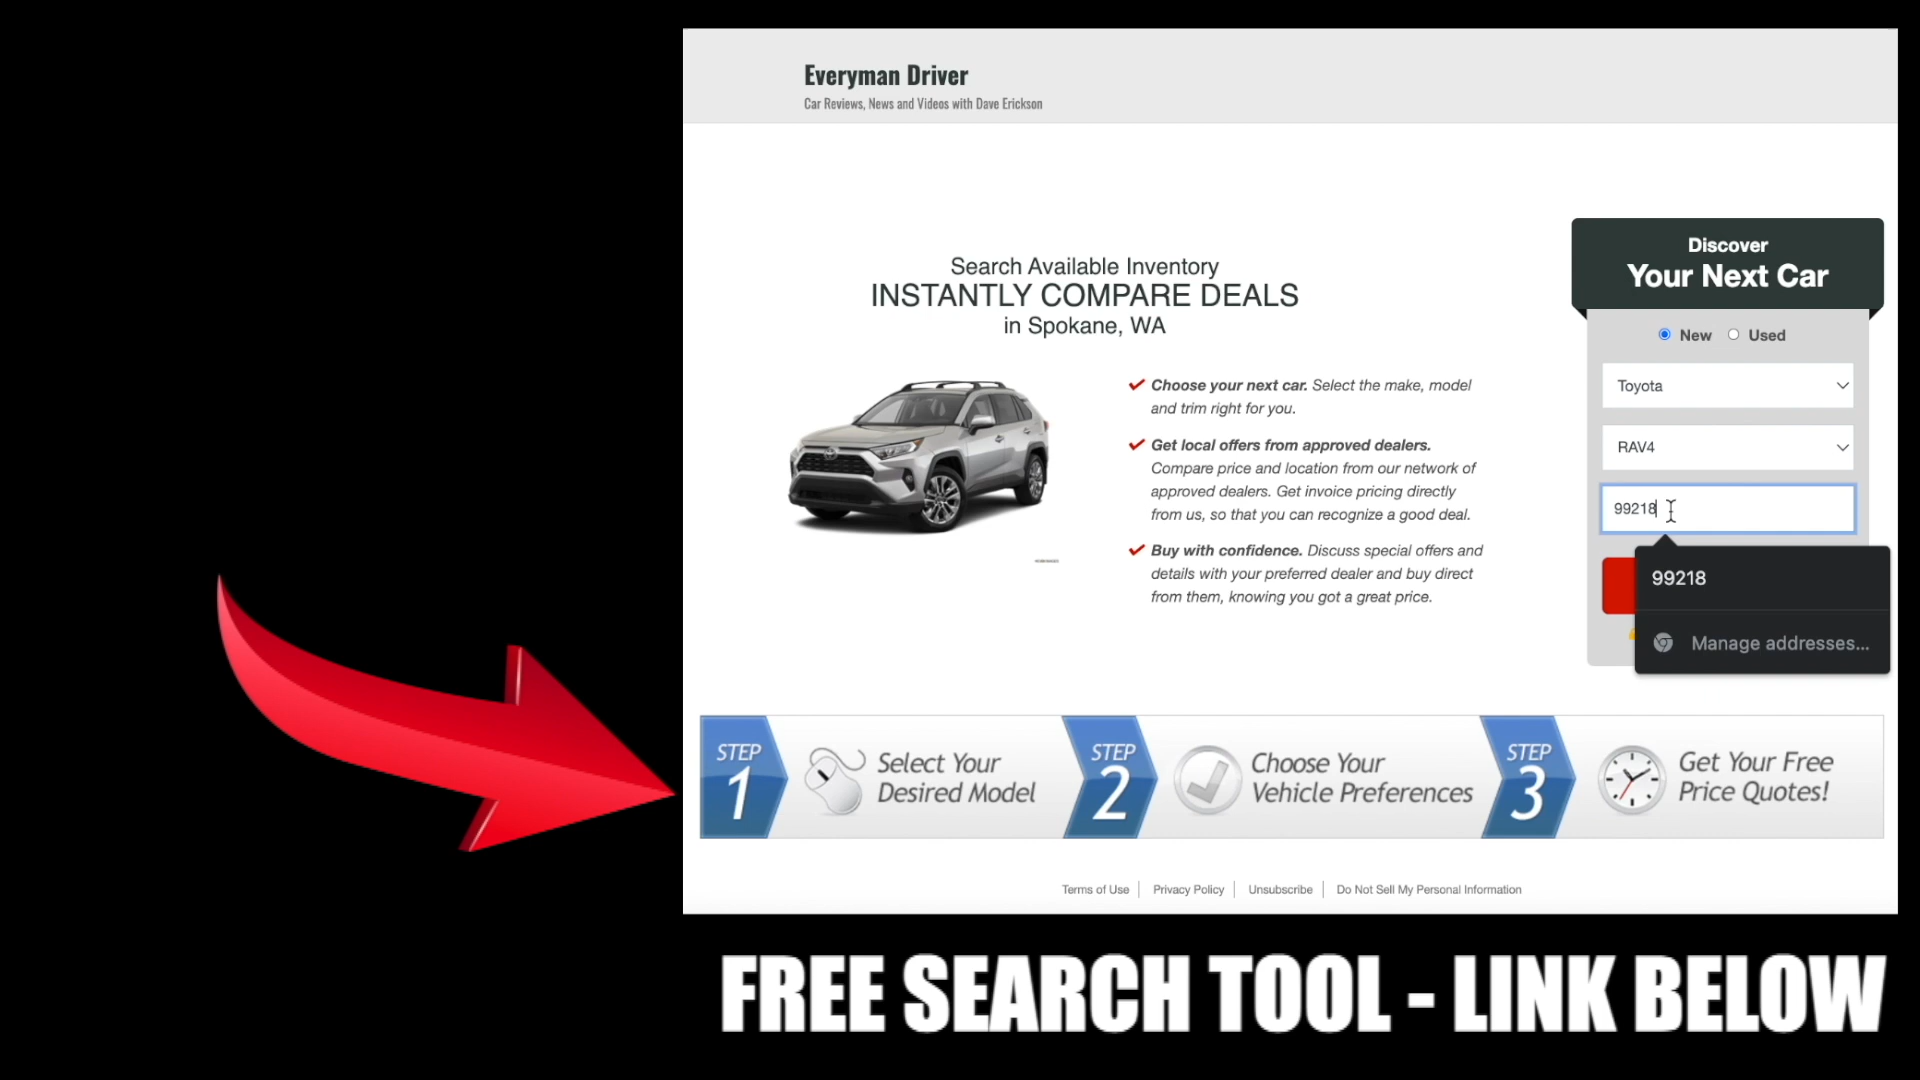 Everyman Driver
Car Reviews, News and Videos with Dave Erickson
Search Available Inventory
INSTANTLY COMPARE DEALS
in Spokane, WA
Choose your next car. Select the make, model
and trim right for you.
Get local offers from approved dealers.
Compare price and location from our network of
approved dealers. Get invoice pricing directly
from us, so that you can recognize a good deal.
Buy with confidence. Discuss special offers and
details with your preferred dealer and buy direct
from them, knowing you got a great price.
Discover
Your Next Car
New Used
Toyota
RAV4
99218
99218
Manage addresses...
STEP
1
Select Your
Desired Model
STEP
2
Choose Your
Vehicle Preferences
STEP
3
Get Your Free
Price Quotes!
Terms of Use
Privacy Policy
Unsubscribe
Do Not Sell My Personal Information
FREE SEARCH TOOL - LINK BELOW